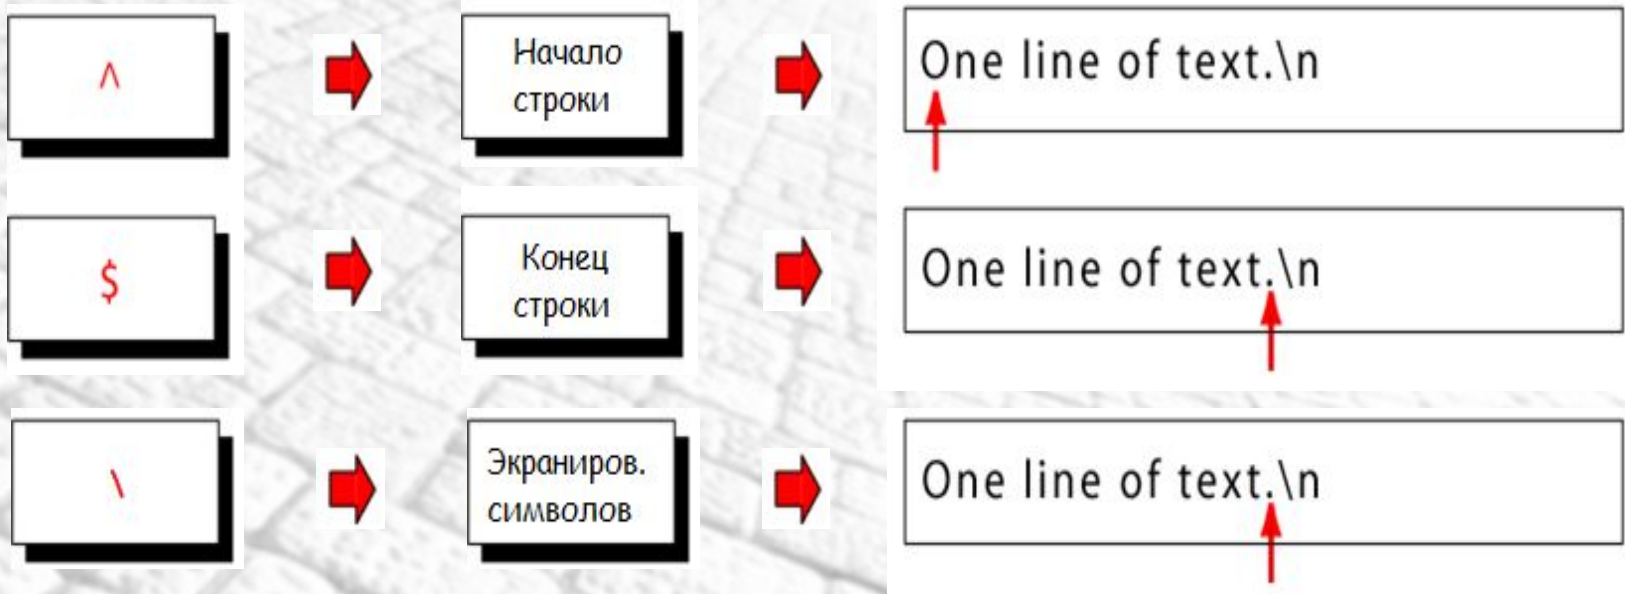 ^
Начало
строки
One line of text.\n
$
Конец
строки
One line of text.\n
\
Экраниров.
символов
One line of text.\n